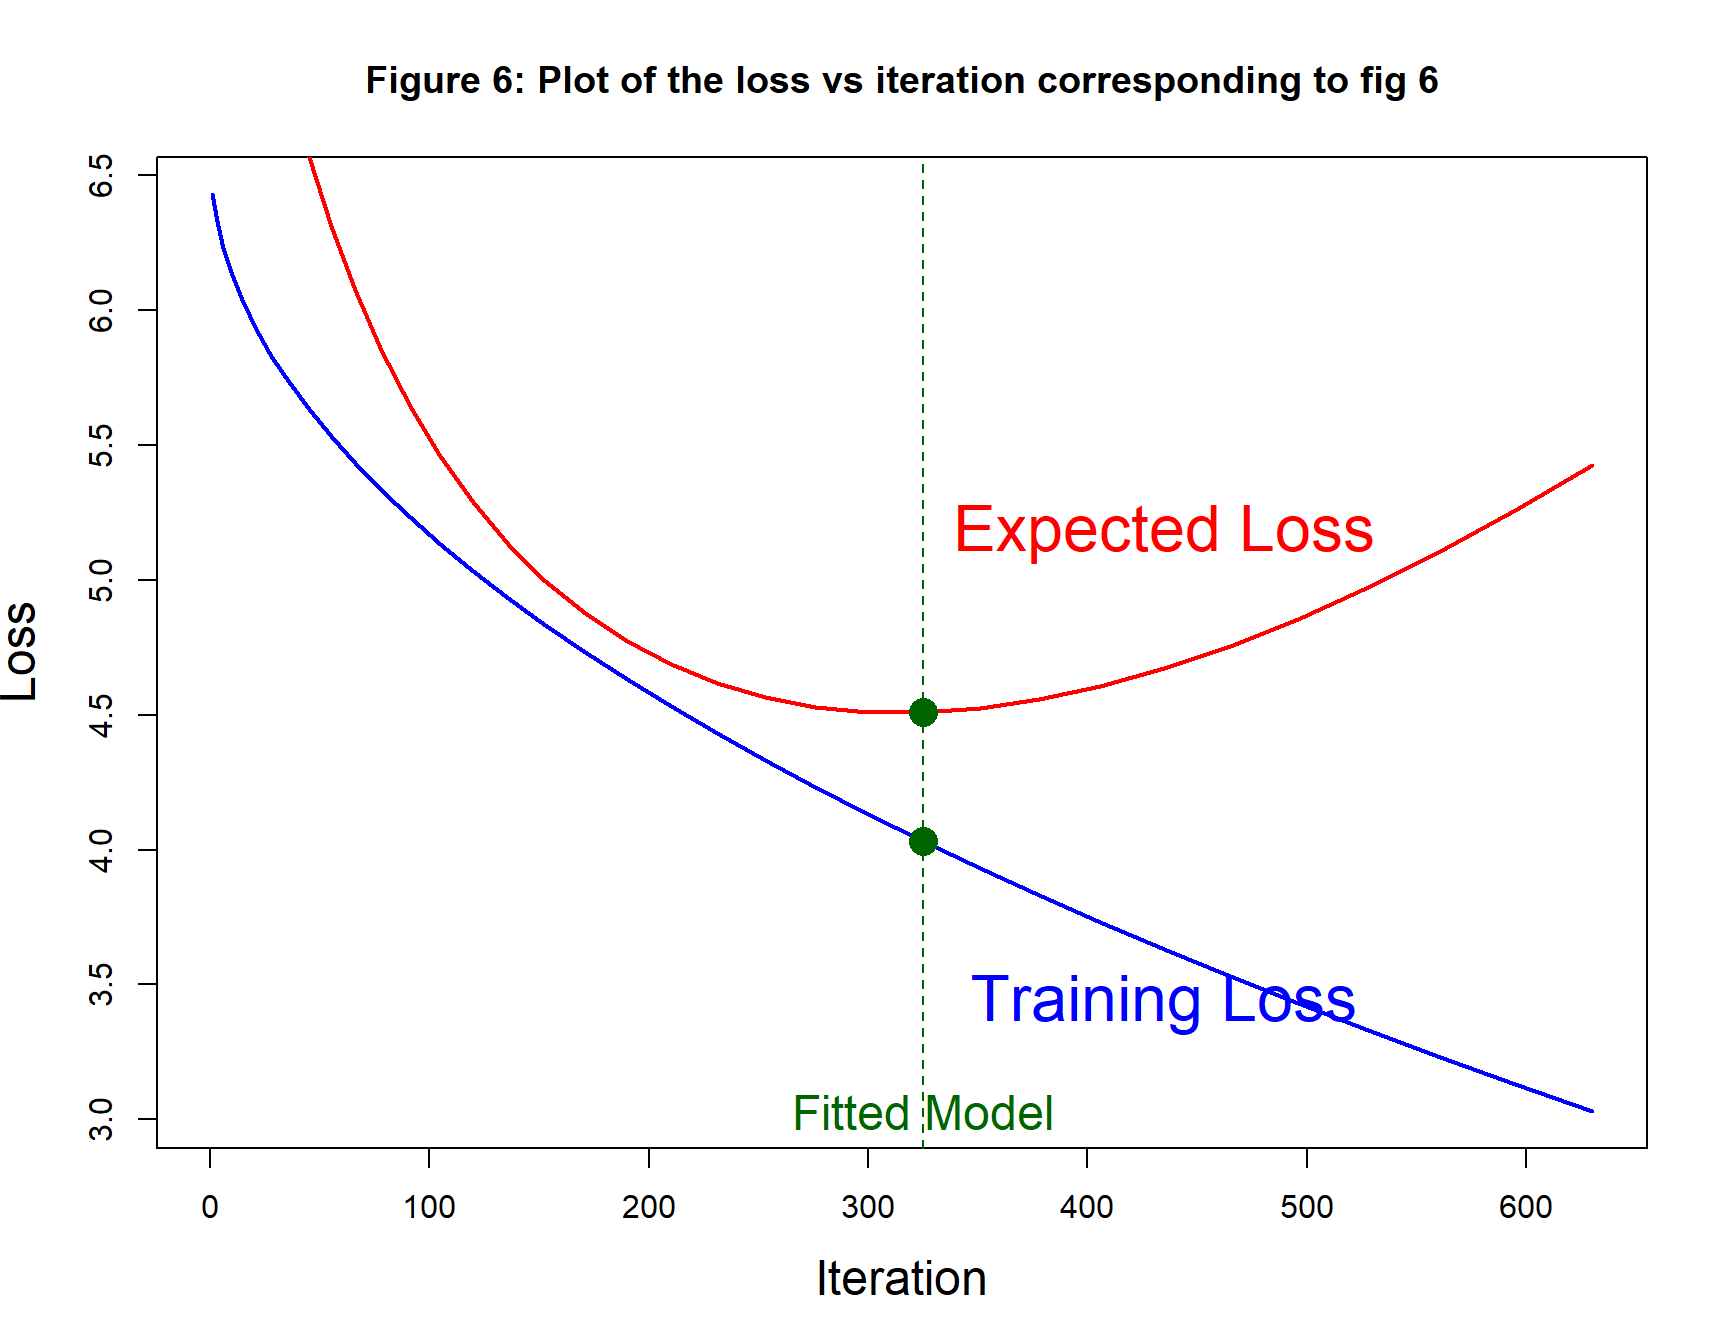 Figure 6: Plot of the loss vs iteration corresponding to fig 6
6.5
6.0
5.5
5.0
4.5
4.0
3.5
3.0
Loss
Expected Loss
Training Loss
Fitted Model
0 100 200 300 400 500 600
Iteration